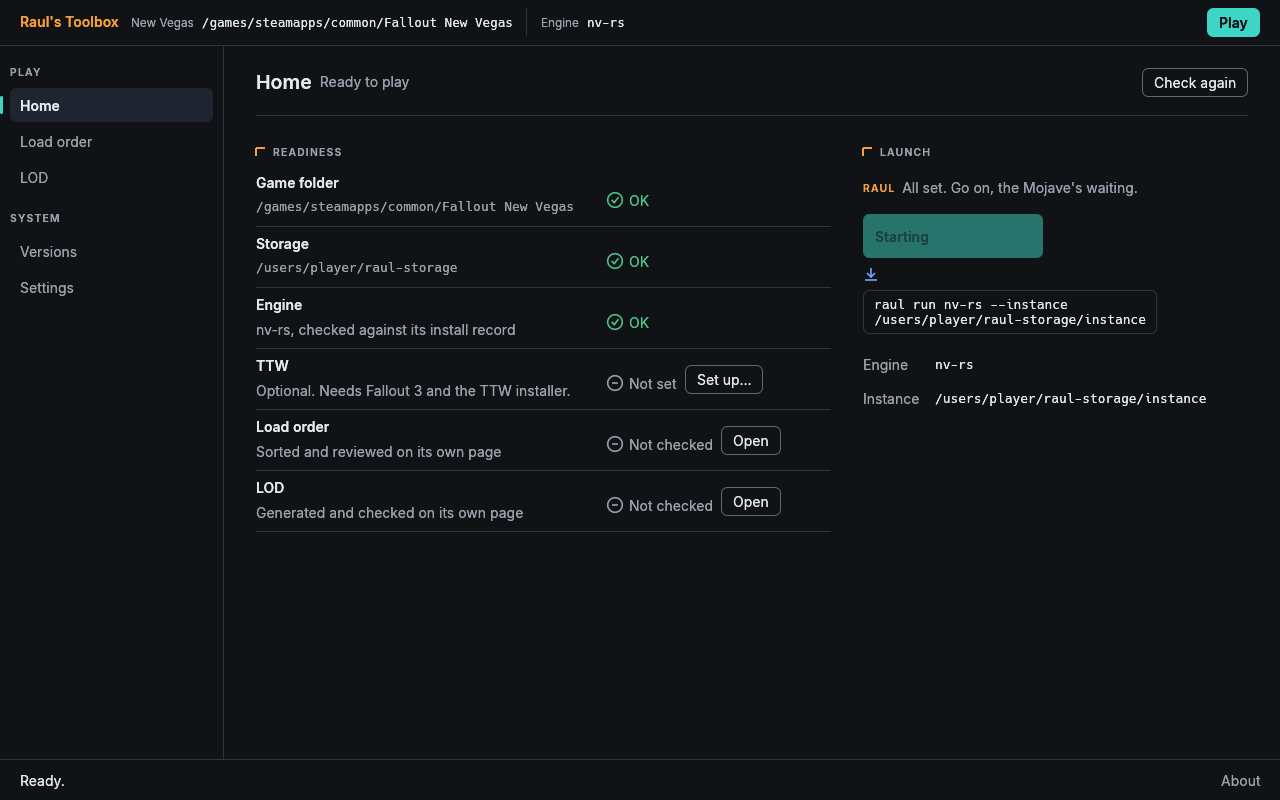 Raul's Toolbox New Vegas /games/steamapps/common/Fallout New Vegas Engine nv-rs Play
PLAY
Home
Load order
LOD
SYSTEM
Versions
Settings
Home Ready to play Check again
READINESS
Game folder
/games/steamapps/common/Fallout New Vegas OK
Storage
/users/player/raul-storage OK
Engine
nv-rs, checked against its install record OK
TTW
Optional. Needs Fallout 3 and the TTW installer. Not set Set up...
Load order
Sorted and reviewed on its own page Not checked Open
LOD
Generated and checked on its own page Not checked Open
LAUNCH
RAUL All set. Go on, the Mojave's waiting.
Starting
raul run nv-rs --instance
/users/player/raul-storage/instance
Engine nv-rs
Instance /users/player/raul-storage/instance
Ready. About